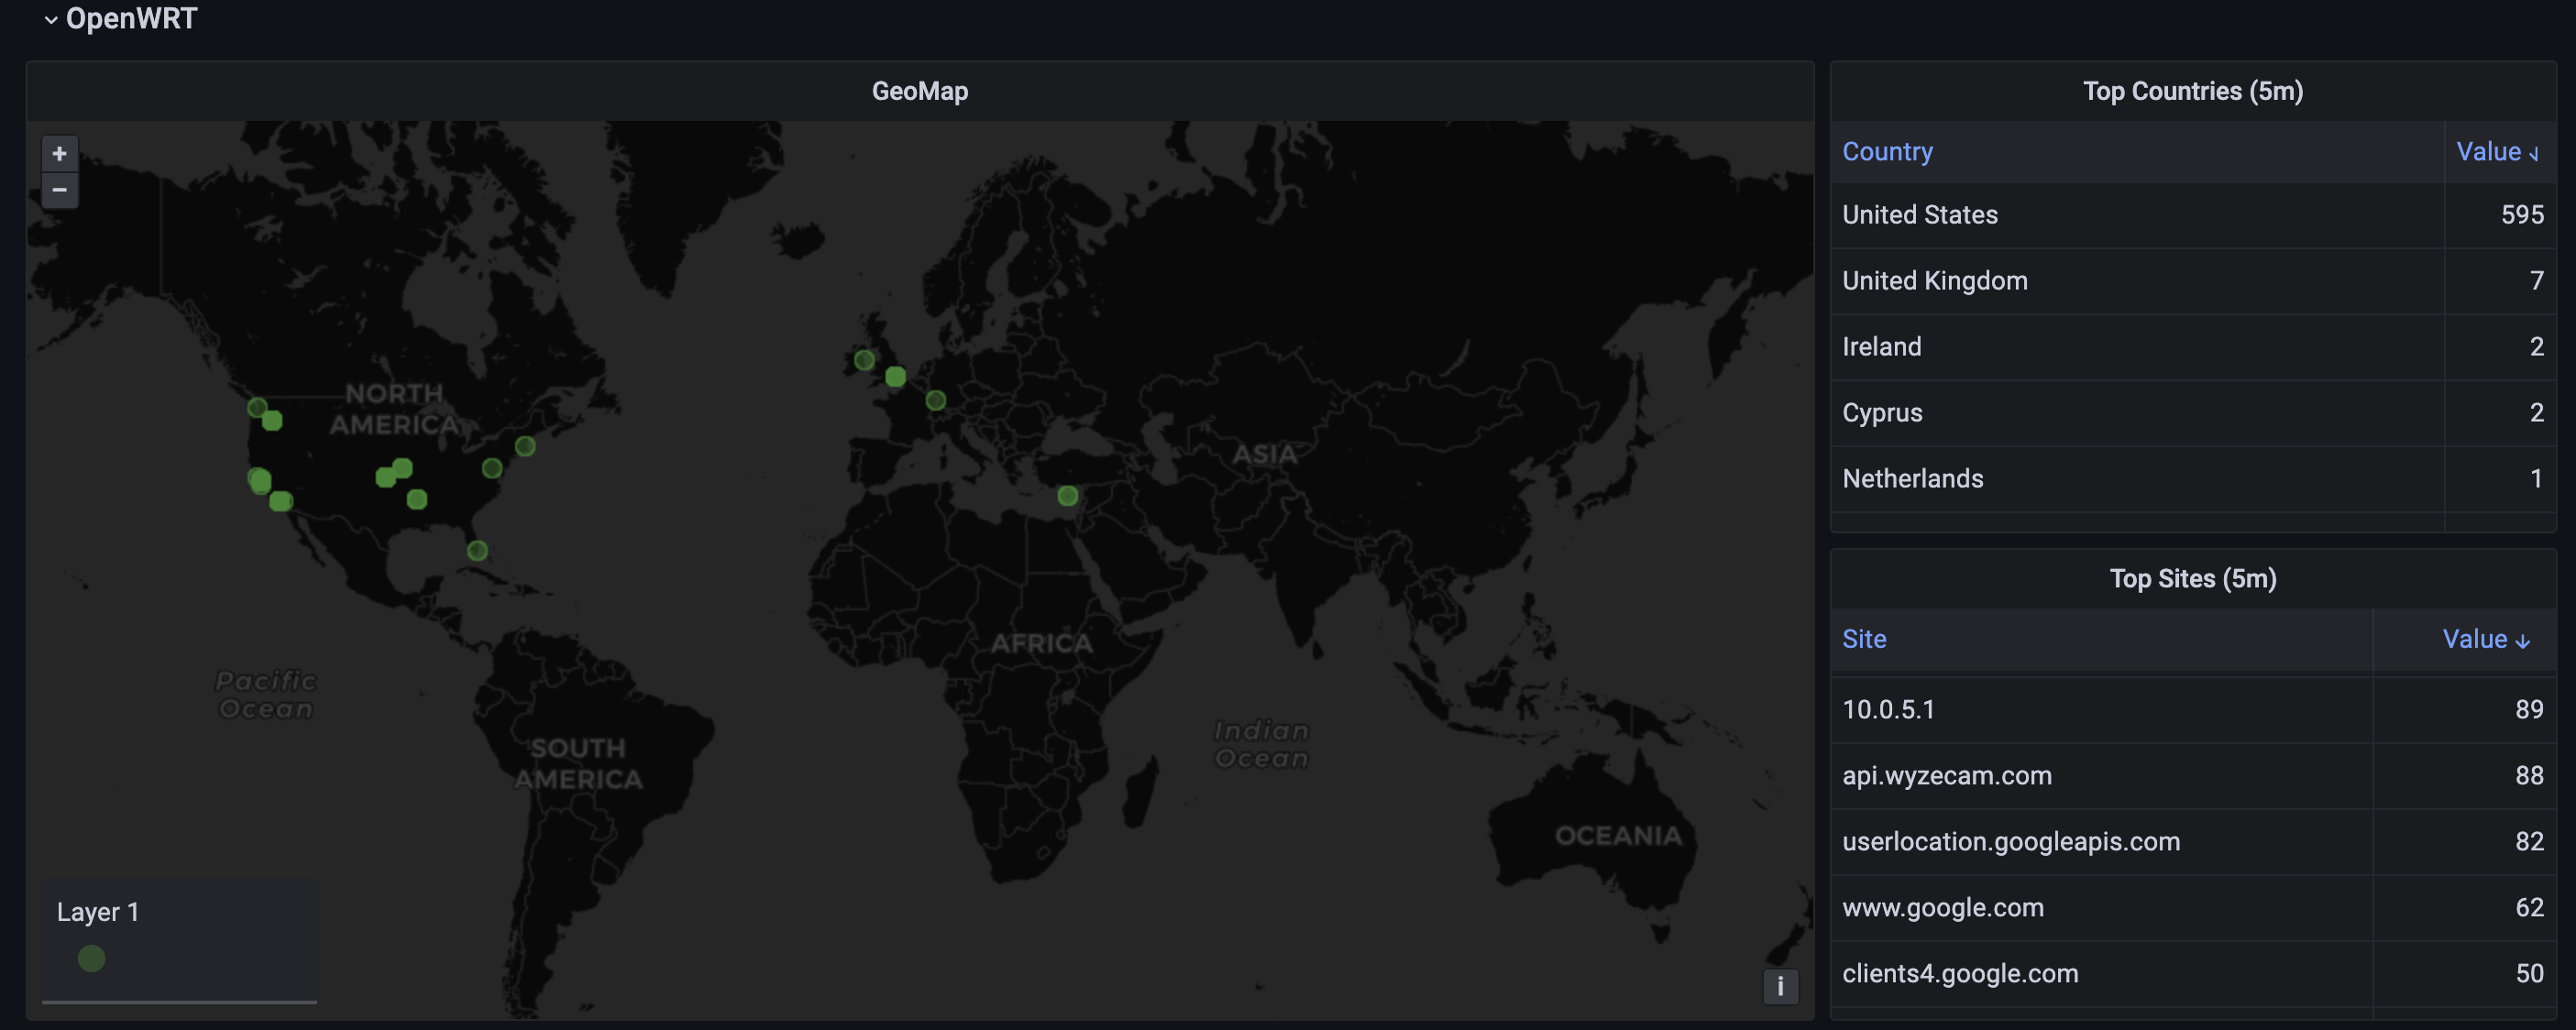 OpenWRT
GeoMap
+
−
NORTH
AMERICA
ASIA
AFRICA
Pacific
Ocean
SOUTH
AMERICA
Indian
Ocean
OCEANIA
Layer 1
i
Top Countries (5m)
Country Value
United States 595
United Kingdom 7
Ireland 2
Cyprus 2
Netherlands 1
Top Sites (5m)
Site Value
10.0.5.1 89
api.wyzecam.com 88
userlocation.googleapis.com 82
www.google.com 62
clients4.google.com 50